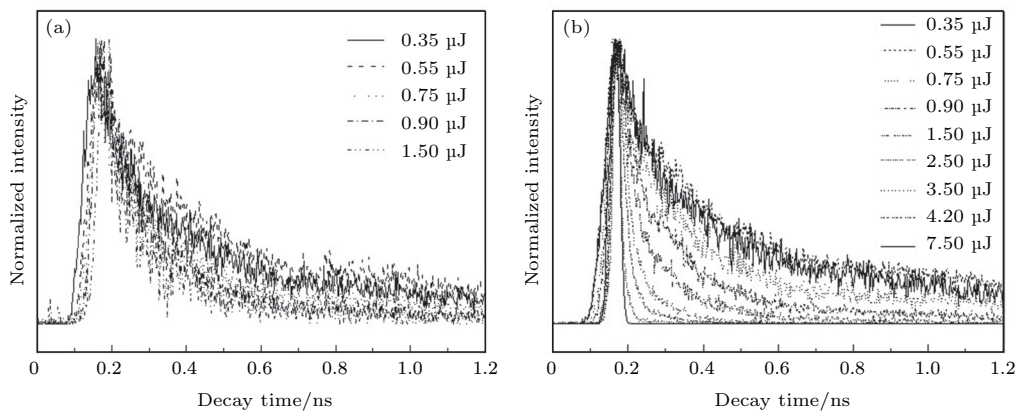 (a)
0.35 µJ
0.55 µJ
0.75 µJ
0.90 µJ
1.50 µJ
Normalized intensity
0 0.2 0.4 0.6 0.8 1.0 1.2
Decay time/ns
(b)
0.35 µJ
0.55 µJ
0.75 µJ
0.90 µJ
1.50 µJ
2.50 µJ
3.50 µJ
4.20 µJ
7.50 µJ
Normalized intensity
0 0.2 0.4 0.6 0.8 1.0 1.2
Decay time/ns